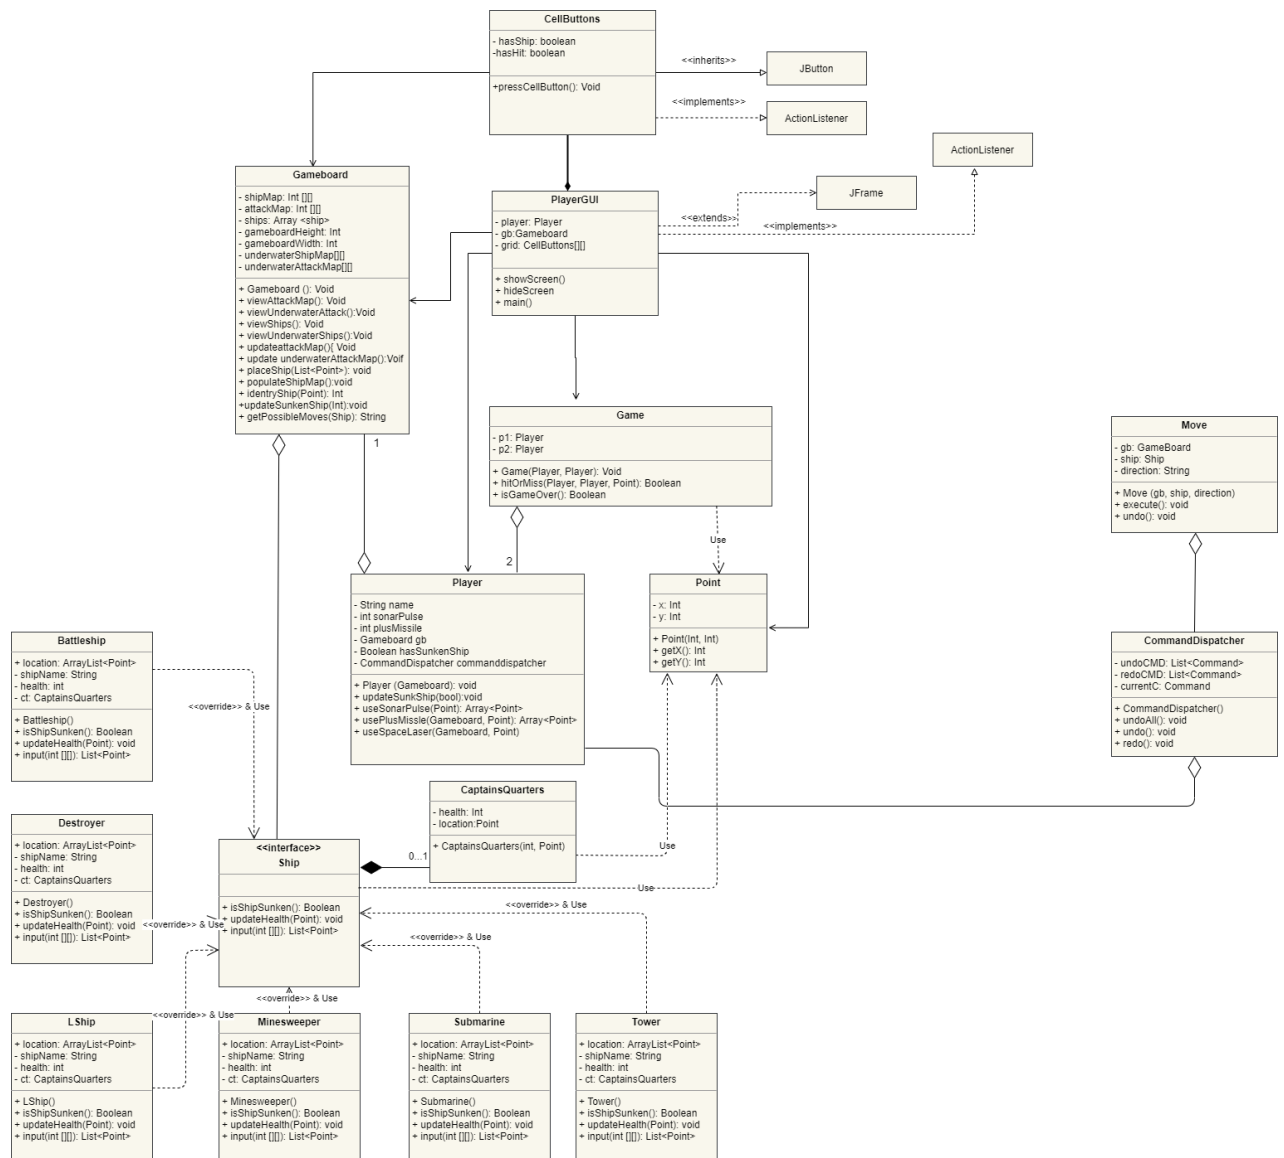 CellButtons
- hasShip: boolean
-hasHit: boolean
+pressCellButton(): Void
<<inherits>>
JButton
<<implements>>
ActionListener
ActionListener
Gameboard
- shipMap: Int [][]
- attackMap: Int [][]
- ships: Array <ship>
- gameboardHeight: Int
- gameboardWidth: Int
- underwaterShipMap[][]
- underwaterAttackMap[][]
+ Gameboard (): Void
+ viewAttackMap(): Void
+ viewUnderwaterAttack():Void
+ viewShips(): Void
+ viewUnderwaterShips():Void
+ updateattackMap(){ Void
+ update underwaterAttackMap():Voif
+ placeShip(List<Point>): void
+ populateShipMap():void
+ identryShip(Point): Int
+updateSunkenShip(Int):void
+ getPossibleMoves(Ship): String
1
PlayerGUI
- player: Player
- gb:Gameboard
- grid: CellButtons[][]
+ showScreen()
+ hideScreen
+ main()
<<extends>>
JFrame
<<implements>>
Game
- p1: Player
- p2: Player
+ Game(Player, Player): Void
+ hitOrMiss(Player, Player, Point): Boolean
+ isGameOver(): Boolean
2
Use
Move
- gb: GameBoard
- ship: Ship
- direction: String
+ Move (gb, ship, direction)
+ execute(): void
+ undo(): void
Player
- String name
- int sonarPulse
- int plusMissile
- Gameboard gb
- Boolean hasSunkenShip
- CommandDispatcher commanddispatcher
+ Player (Gameboard): void
+ updateSunkShip(bool):void
+ useSonarPulse(Point): Array<Point>
+ usePlusMissle(Gameboard, Point): Array<Point>
+ useSpaceLaser(Gameboard, Point)
Point
- x: Int
- y: Int
+ Point(Int, Int)
+ getX(): Int
+ getY(): Int
CommandDispatcher
- undoCMD: List<Command>
- redoCMD: List<Command>
- currentC: Command
+ CommandDispatcher()
+ undoAll(): void
+ undo(): void
+ redo(): void
Battleship
+ location: ArrayList<Point>
- shipName: String
- health: int
- ct: CaptainsQuarters
+ Battleship()
+ isShipSunken(): Boolean
+ updateHealth(Point): void
+ input(int [][]): List<Point>
<<override>> & Use
CaptainsQuarters
- health: Int
- location:Point
+ CaptainsQuarters(int, Point)
0...1
Use
Use
Destroyer
+ location: ArrayList<Point>
- shipName: String
- health: int
- ct: CaptainsQuarters
+ Destroyer()
+ isShipSunken(): Boolean
+ updateHealth(Point): void
+ input(int [][]): List<Point>
<<override>> & Use
<<interface>>
Ship
+ isShipSunken(): Boolean
+ updateHealth(Point): void
+ input(int [][]): List<Point>
<<override>> & Use
<<override>> & Use
<<override>> & Use
<<override>> & Use
LShip
+ location: ArrayList<Point>
- shipName: String
- health: int
- ct: CaptainsQuarters
+ LShip()
+ isShipSunken(): Boolean
+ updateHealth(Point): void
+ input(int [][]): List<Point>
Minesweeper
+ location: ArrayList<Point>
- shipName: String
- health: int
- ct: CaptainsQuarters
+ Minesweeper()
+ isShipSunken(): Boolean
+ updateHealth(Point): void
+ input(int [][]): List<Point>
Submarine
+ location: ArrayList<Point>
- shipName: String
- health: int
- ct: CaptainsQuarters
+ Submarine()
+ isShipSunken(): Boolean
+ updateHealth(Point): void
+ input(int [][]): List<Point>
Tower
+ location: ArrayList<Point>
- shipName: String
- health: int
- ct: CaptainsQuarters
+ Tower()
+ isShipSunken(): Boolean
+ updateHealth(Point): void
+ input(int [][]): List<Point>